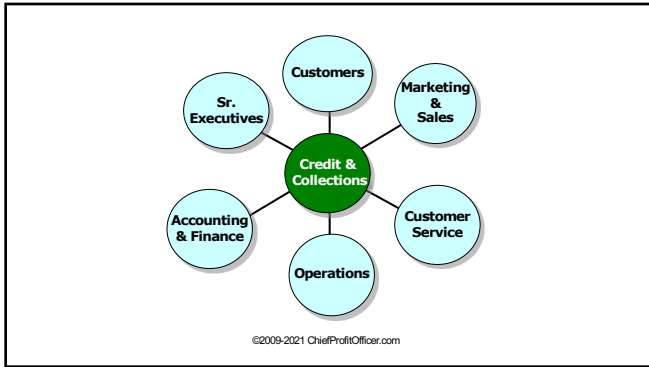 Customers
Marketing
&
Sales
Sr.
Executives
Credit &
Collections
Accounting
& Finance
Customer
Service
Operations
©2009-2021 ChiefProfitOfficer.com